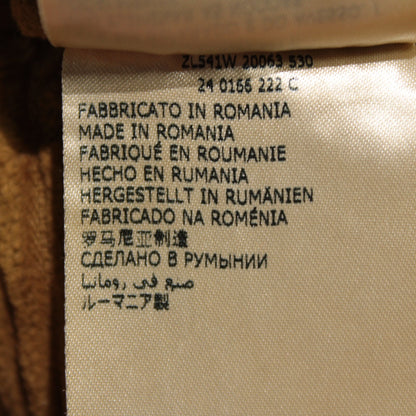 ZL541W 20063 530
24 0166 222 C
FABBRICATO IN ROMANIA
MADE IN ROMANIA
FABRIQUÉ EN ROUMANIE
HECHO EN RUMANIA
HERGESTELLT IN RUMÄNIEN
FABRICADO NA ROMÉNIA
罗马尼亚制造
СДЕЛАНО В РУМЫНИИ
صنع في رومانيا
ルーマニア製